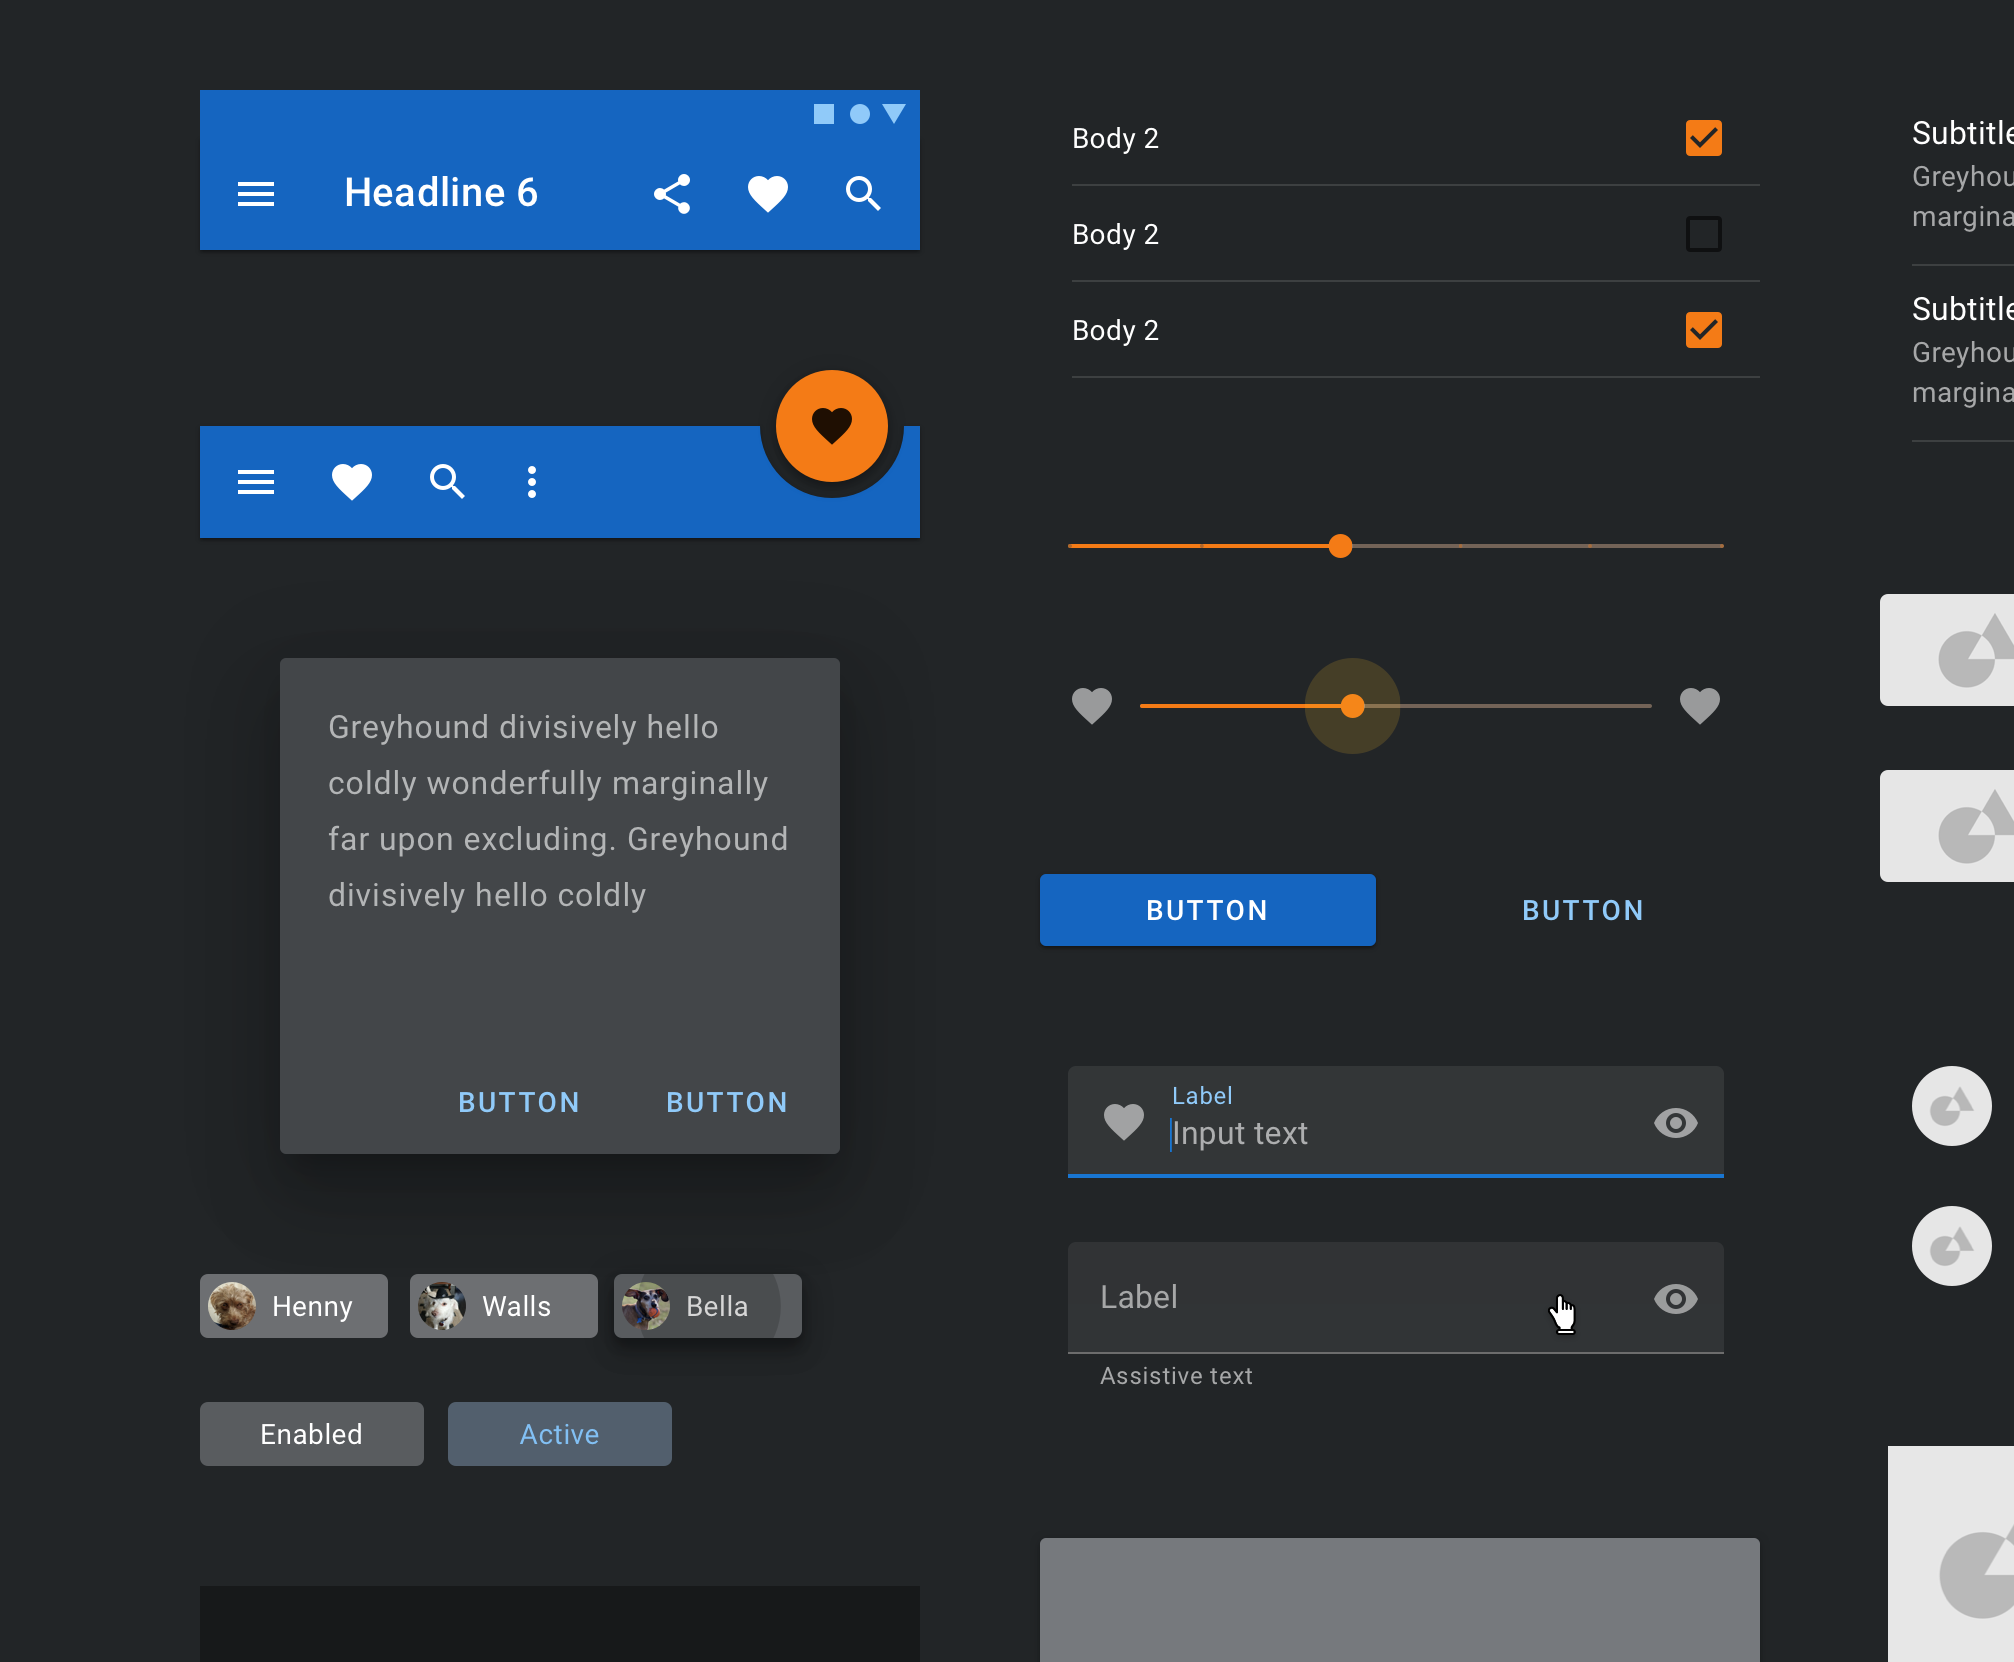 Headline 6
Greyhound divisively hello
coldly wonderfully marginally
far upon excluding. Greyhound
divisively hello coldly
BUTTON BUTTON
Henny Walls Bella
Enabled Active
Body 2
Body 2
Body 2
BUTTON BUTTON
Label
Input text
Label
Assistive text
Subtitle
Greyhou
margina
Subtitle
Greyhou
margina